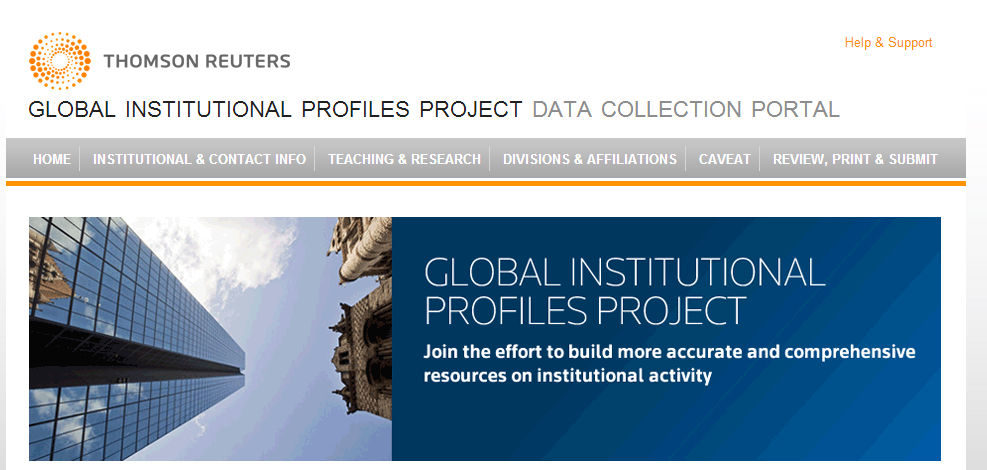 Help & Support
THOMSON REUTERS
GLOBAL INSTITUTIONAL PROFILES PROJECT DATA COLLECTION PORTAL
HOME INSTITUTIONAL & CONTACT INFO TEACHING & RESEARCH DIVISIONS & AFFILIATIONS CAVEAT REVIEW, PRINT & SUBMIT
GLOBAL INSTITUTIONAL
PROFILES PROJECT
Join the effort to build more accurate and comprehensive
resources on institutional activity